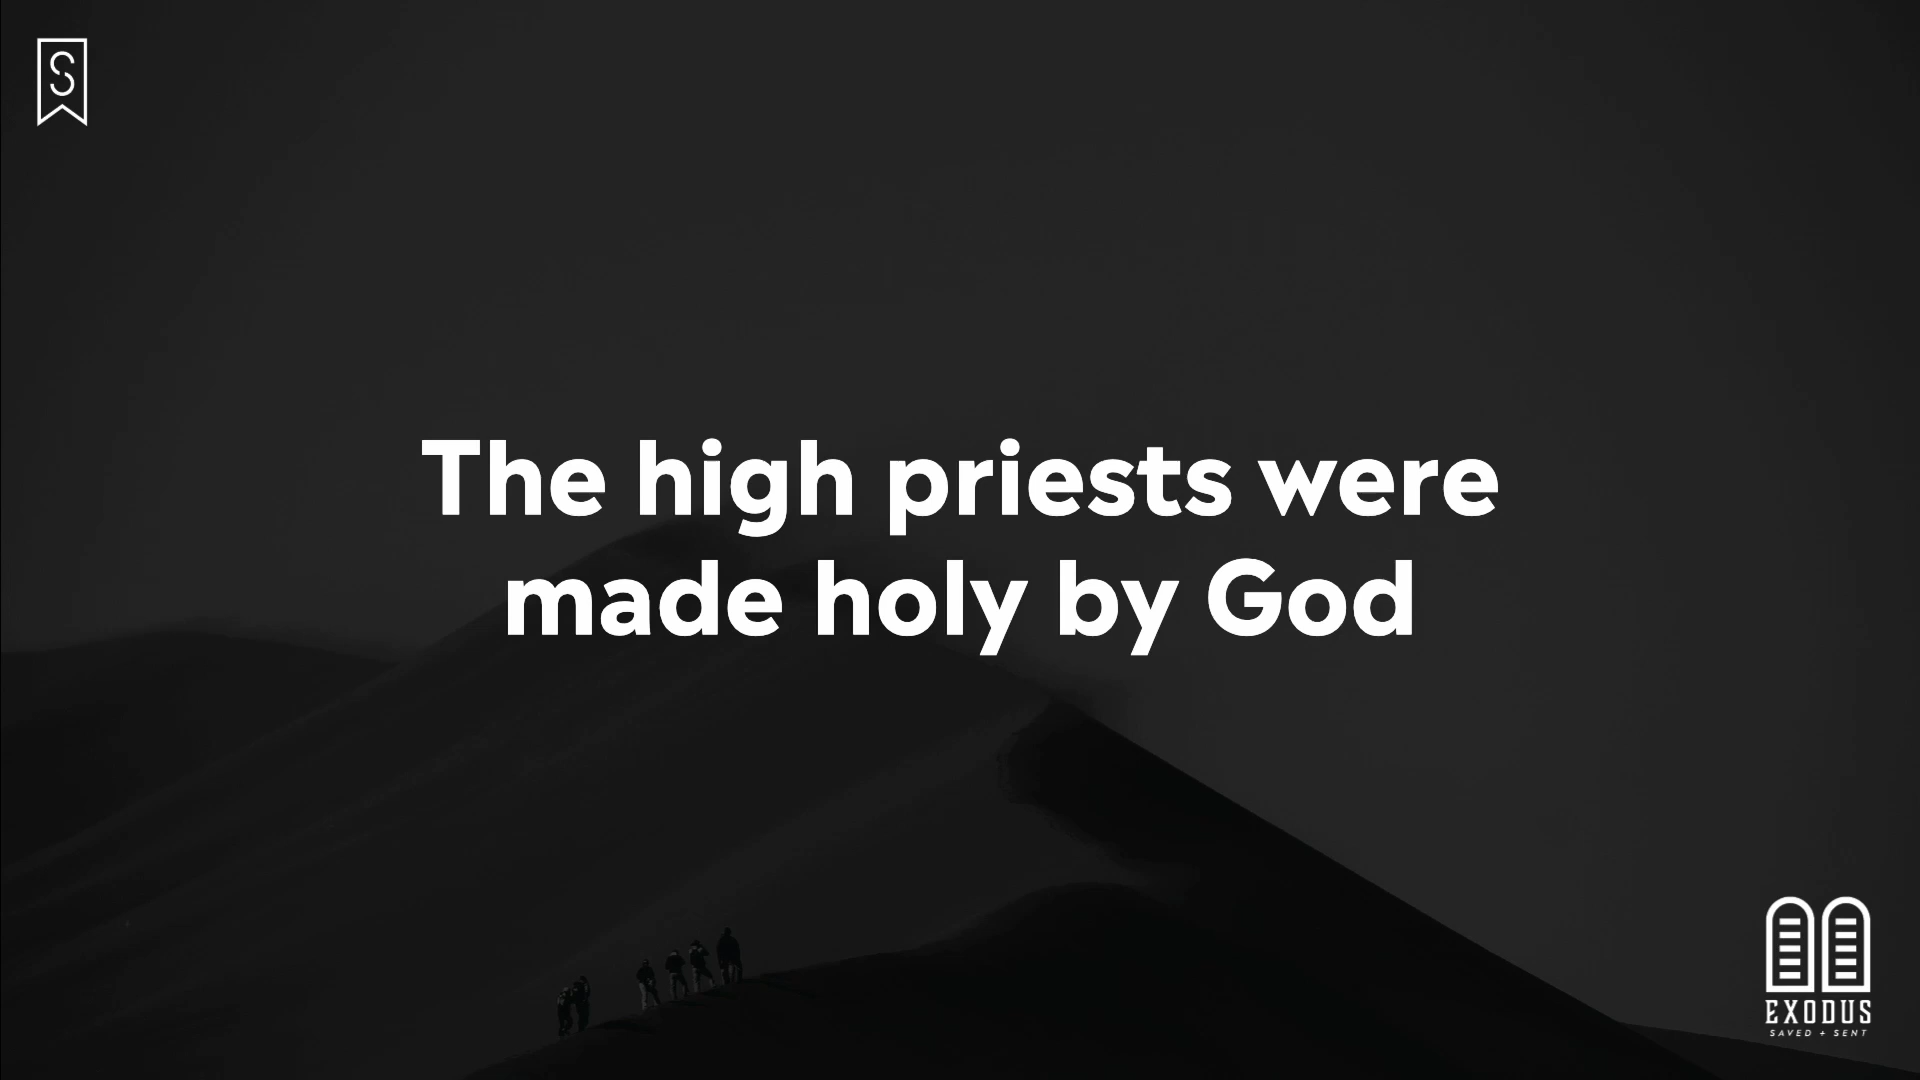 S
The high priests were
made holy by God
EXODUS
SAVED + SENT